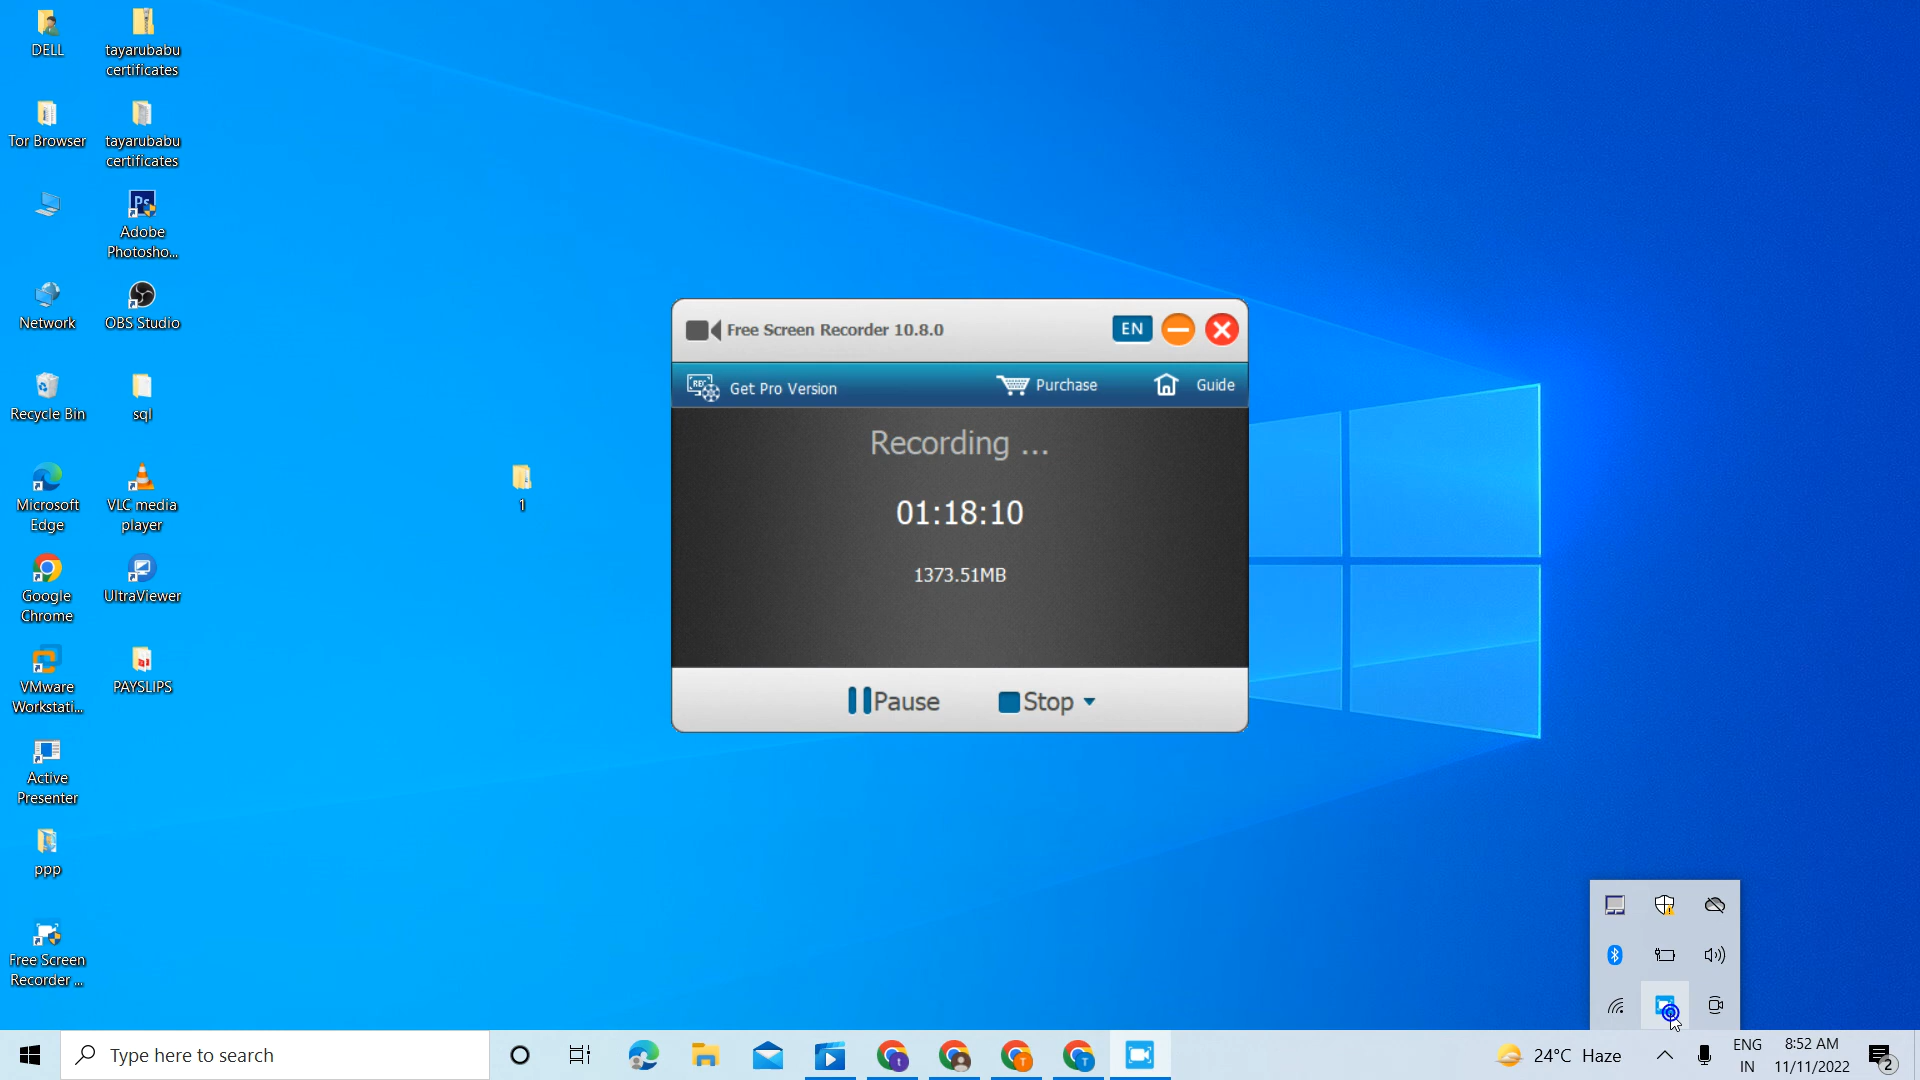 DELL
tayarubabu
certificates
Tor Browser
tayarubabu
certificates
Ps
Adobe
Photosho...
Network
OBS Studio
Recycle Bin
sql
Microsoft
Edge
VLC media
player
1
Google
Chrome
UltraViewer
VMware
Workstati...
PAYSLIPS
Active
Presenter
ppp
Free Screen
Recorder ...
Free Screen Recorder 10.8.0
EN
REC
Get Pro Version
Purchase
Guide
Recording ...
01:18:10
1373.51MB
Pause
Stop
Type here to search
t
T
T
24°C Haze
ENG
IN
8:52 AM
11/11/2022
2